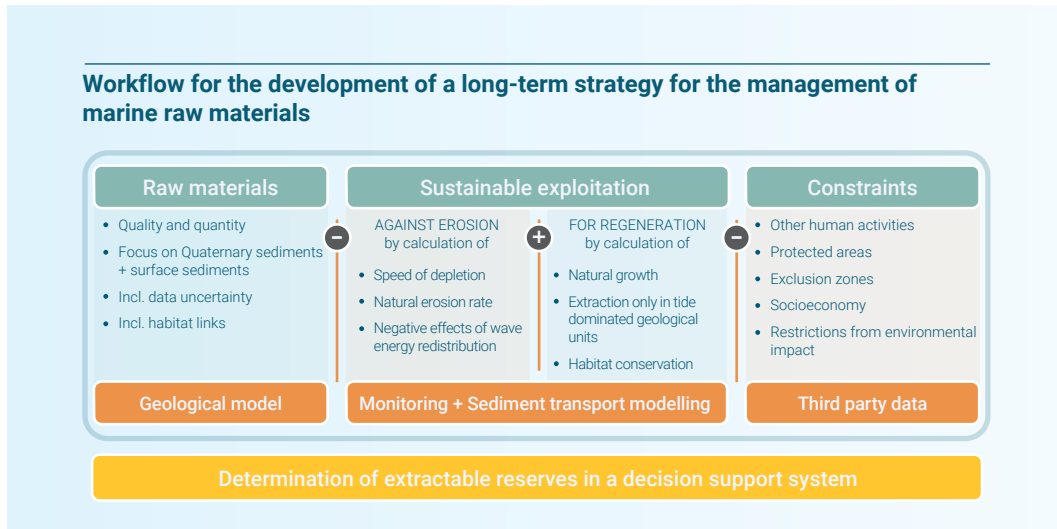 Workflow for the development of a long-term strategy for the management of
marine raw materials
Raw materials
• Quality and quantity
• Focus on Quaternary sediments
+ surface sediments
• Incl. data uncertainty
• Incl. habitat links
Geological model
−
Sustainable exploitation
AGAINST EROSION
by calculation of
• Speed of depletion
• Natural erosion rate
• Negative effects of wave
energy redistribution
+
FOR REGENERATION
by calculation of
• Natural growth
• Extraction only in tide
dominated geological
units
• Habitat conservation
Monitoring + Sediment transport modelling
−
Constraints
• Other human activities
• Protected areas
• Exclusion zones
• Socioeconomy
• Restrictions from environmental
impact
Third party data
Determination of extractable reserves in a decision support system